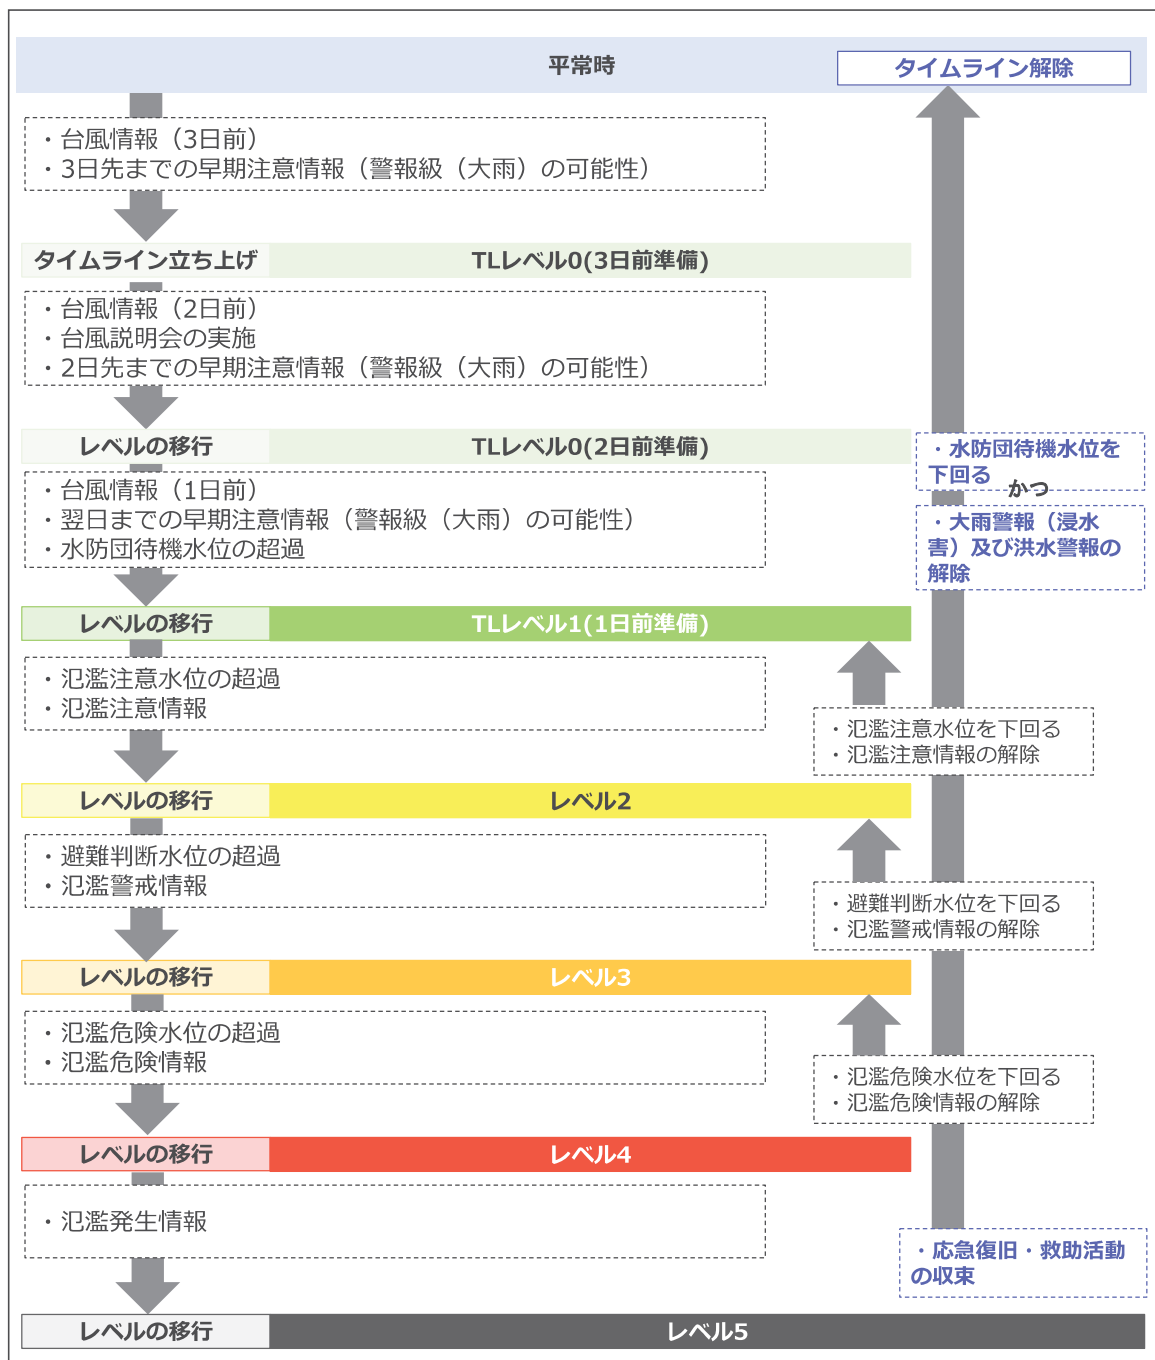 平常時
タイムライン解除
・台風情報（3日前）
・3日先までの早期注意情報（警報級（大雨）の可能性）
タイムライン立ち上げ
TLレベル0(3日前準備)
・台風情報（2日前）
・台風説明会の実施
・2日先までの早期注意情報（警報級（大雨）の可能性）
レベルの移行
TLレベル0(2日前準備)
・台風情報（1日前）
・翌日までの早期注意情報（警報級（大雨）の可能性）
・水防団待機水位の超過
・水防団待機水位を
下回る
かつ
・大雨警報（浸水
害）及び洪水警報の
解除
レベルの移行
TLレベル1(1日前準備)
・氾濫注意水位の超過
・氾濫注意情報
・氾濫注意水位を下回る
・氾濫注意情報の解除
レベルの移行
レベル2
・避難判断水位の超過
・氾濫警戒情報
・避難判断水位を下回る
・氾濫警戒情報の解除
レベルの移行
レベル3
・氾濫危険水位の超過
・氾濫危険情報
・氾濫危険水位を下回る
・氾濫危険情報の解除
レベルの移行
レベル4
・氾濫発生情報
・応急復旧・救助活動
の収束
レベルの移行
レベル5